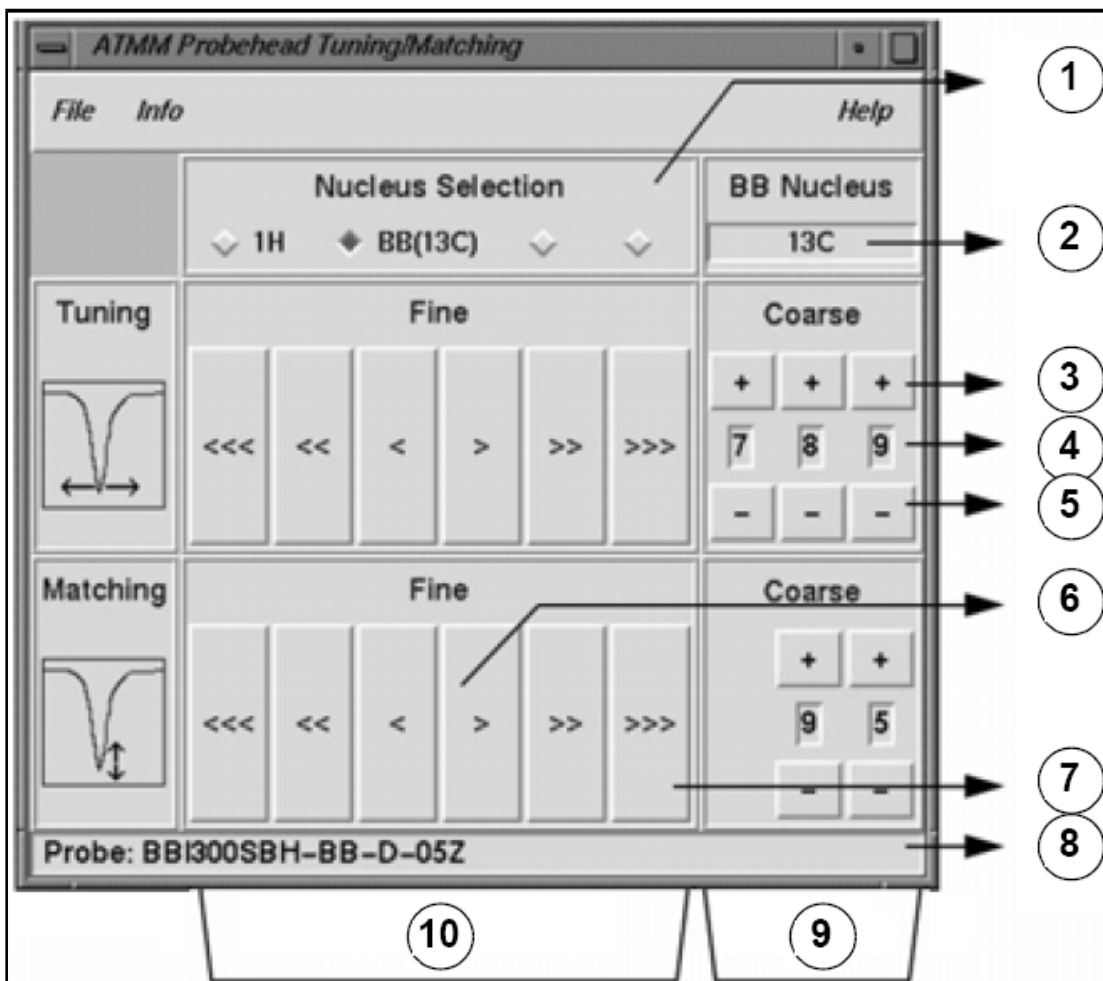 ATMM Probehead Tuning/Matching
1
File Info Help
Nucleus Selection BB Nucleus
1H BB(13C) 13C
2
Tuning Fine Coarse
+ + +
3
<<< << < > >> >>> 7 8 9
4
- - -
5
Matching Fine Coarse
6
+ +
<<< << < > >> >>> 9 5
- -
7
Probe: BBI300SBH-BB-D-05Z
8
10 9